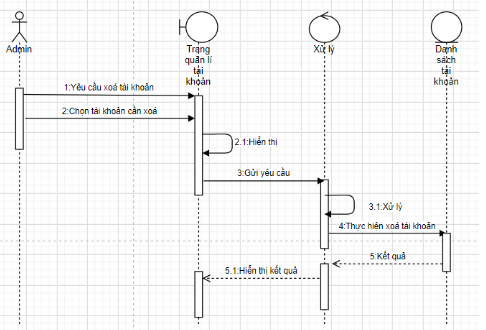 Admin
Trang
quản lí
tài
khoản
Xử lý
Danh
sách
tài
khoản
1:Yêu cầu xoá tài khoản
2:Chọn tài khoản cần xoá
2.1:Hiển thị
3:Gửi yêu cầu
3.1:Xử lý
4:Thực hiện xoá tài khoản
5:Kết quả
5.1:Hiển thị kết quả